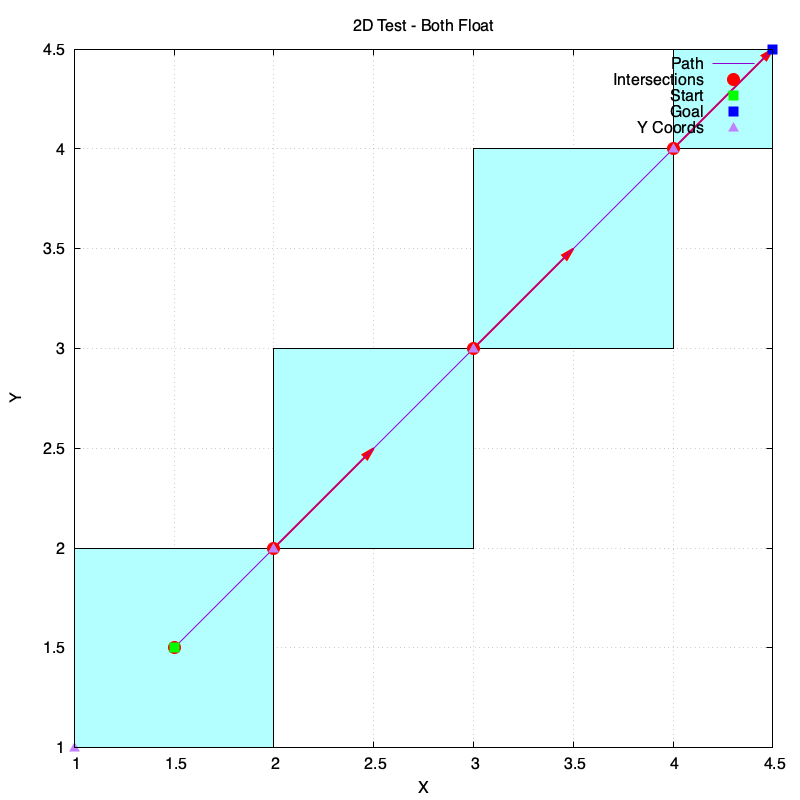 2D Test - Both Float
4.5
Path
Intersections
Start
Goal
Y Coords
4
3.5
3
Y
2.5
2
1.5
1
1 1.5 2 2.5 3 3.5 4 4.5
X